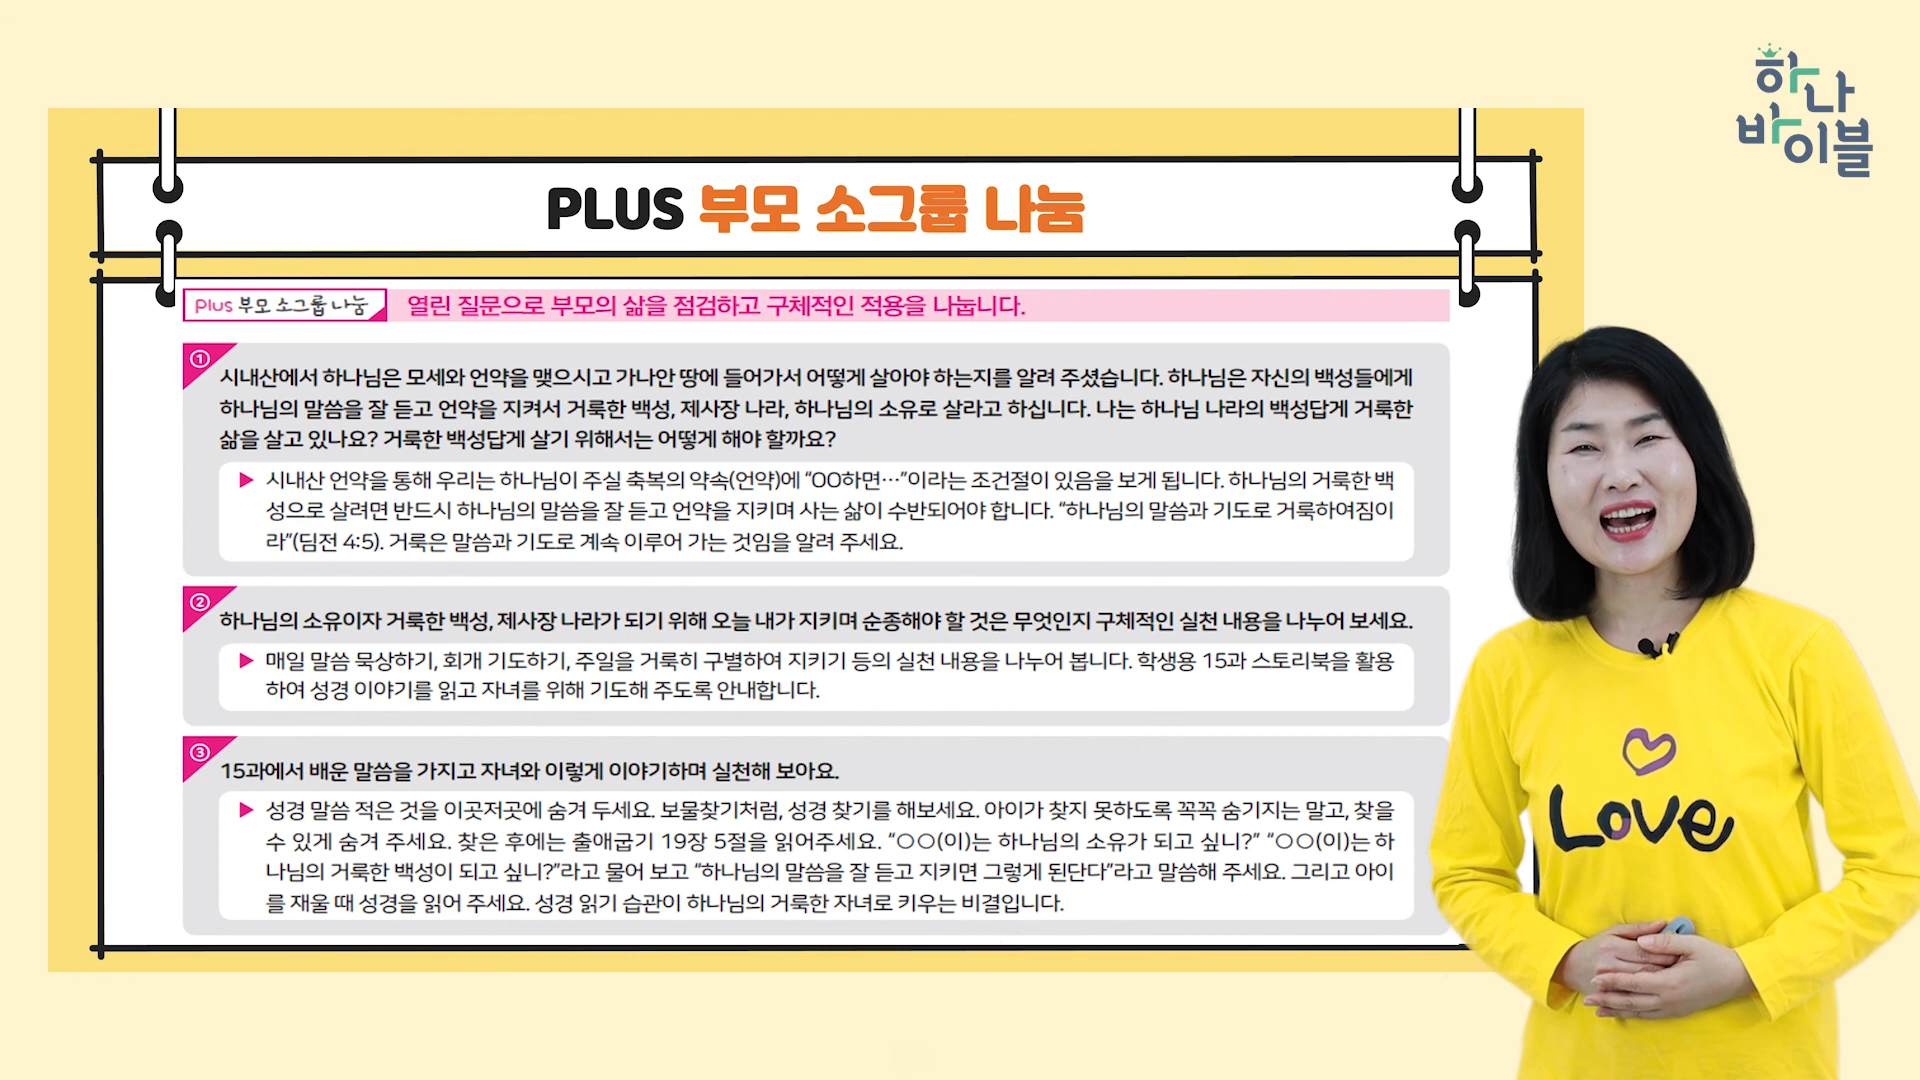 하나
바이블
PLUS 부모 소그룹 나눔
Plus 부모 소그룹 나눔 열린 질문으로 부모의 삶을 점검하고 구체적인 적용을 나눕니다.
①
시내산에서 하나님은 모세와 언약을 맺으시고 가나안 땅에 들어가서 어떻게 살아야 하는지를 알려 주셨습니다. 하나님은 자신의 백성들에게
하나님의 말씀을 잘 듣고 언약을 지켜서 거룩한 백성, 제사장 나라, 하나님의 소유로 살라고 하십니다. 나는 하나님 나라의 백성답게 거룩한
삶을 살고 있나요? 거룩한 백성답게 살기 위해서는 어떻게 해야 할까요?
▶ 시내산 언약을 통해 우리는 하나님이 주실 축복의 약속(언약)에 “OO하면…”이라는 조건절이 있음을 보게 됩니다. 하나님의 거룩한 백
성으로 살려면 반드시 하나님의 말씀을 잘 듣고 언약을 지키며 사는 삶이 수반되어야 합니다. “하나님의 말씀과 기도로 거룩하여짐이
라”(딤전 4:5). 거룩은 말씀과 기도로 계속 이루어 가는 것임을 알려 주세요.
②
하나님의 소유이자 거룩한 백성, 제사장 나라가 되기 위해 오늘 내가 지키며 순종해야 할 것은 무엇인지 구체적인 실천 내용을 나누어 보세요.
▶ 매일 말씀 묵상하기, 회개 기도하기, 주일을 거룩히 구별하여 지키기 등의 실천 내용을 나누어 봅니다. 학생용 15과 스토리북을 활용
하여 성경 이야기를 읽고 자녀를 위해 기도해 주도록 안내합니다.
③
15과에서 배운 말씀을 가지고 자녀와 이렇게 이야기하며 실천해 보아요.
▶ 성경 말씀 적은 것을 이곳저곳에 숨겨 두세요. 보물찾기처럼, 성경 찾기를 해보세요. 아이가 찾지 못하도록 꼭꼭 숨기지는 말고, 찾을
수 있게 숨겨 주세요. 찾은 후에는 출애굽기 19장 5절을 읽어주세요. “○○(이)는 하나님의 소유가 되고 싶니?” “○○(이)는 하
나님의 거룩한 백성이 되고 싶니?”라고 물어 보고 “하나님의 말씀을 잘 듣고 지키면 그렇게 된단다”라고 말씀해 주세요. 그리고 아이
를 재울 때 성경을 읽어 주세요. 성경 읽기 습관이 하나님의 거룩한 자녀로 키우는 비결입니다.
Love